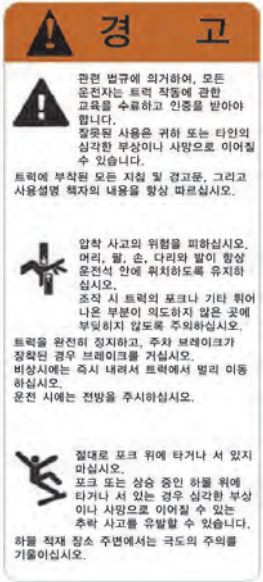 경 고
관련 법규에 의거하여, 모든
운전자는 트럭 작동에 관한
교육을 수료하고 인증을 받아야
합니다.
잘못된 사용은 귀하 또는 타인의
심각한 부상이나 사망으로 이어질
수 있습니다.
트럭에 부착된 모든 지침 및 경고문, 그리고
사용설명 책자의 내용을 항상 따르십시오.
압착 사고의 위험을 피하십시오.
머리, 팔, 손, 다리와 발이 항상
운전석 안에 위치하도록 유지하
십시오.
조작 시 트럭의 포크나 기타 튀어
나온 부분이 의도하지 않은 곳에
부딪히지 않도록 주의하십시오.
트럭을 완전히 정지하고, 주차 브레이크가
장착된 경우 브레이크를 거십시오.
비상시에는 즉시 내려서 트럭에서 멀리 이동
하십시오.
운전 시에는 전방을 주시하십시오.
절대로 포크 위에 타거나 서 있지
마십시오.
포크 또는 상승 중인 하물 위에
타거나 서 있는 경우 심각한 부상
이나 사망으로 이어질 수 있는
추락 사고를 유발할 수 있습니다.
하물 적재 장소 주변에서는 극도의 주의를
기울이십시오.